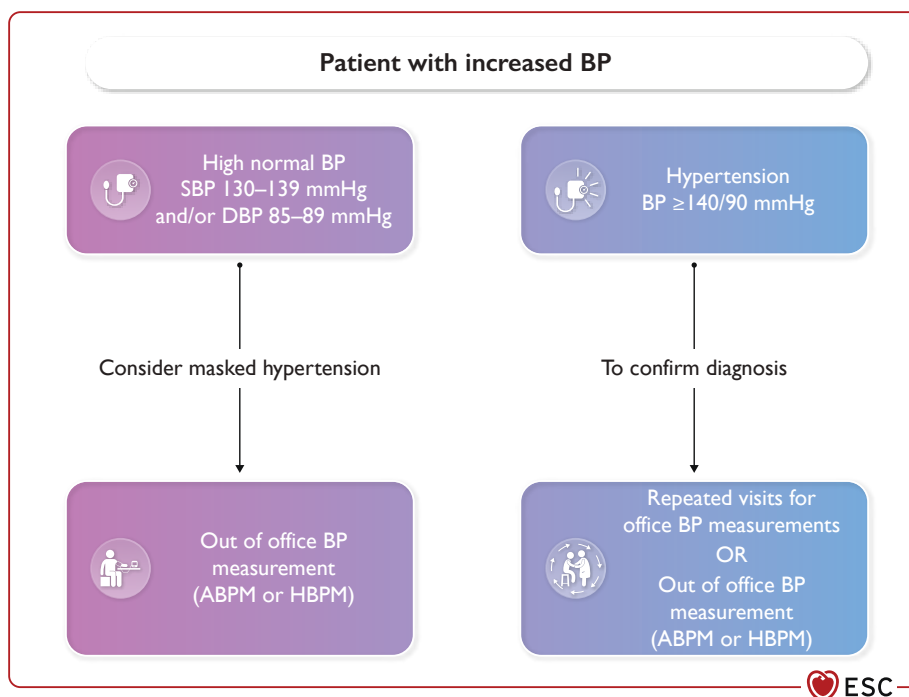 Patient with increased BP
High normal BP
SBP 130–139 mmHg
and/or DBP 85–89 mmHg
Hypertension
BP ≥140/90 mmHg
Consider masked hypertension
To confirm diagnosis
Out of office BP
measurement
(ABPM or HBPM)
Repeated visits for
office BP measurements
OR
Out of office BP
measurement
(ABPM or HBPM)
ESC